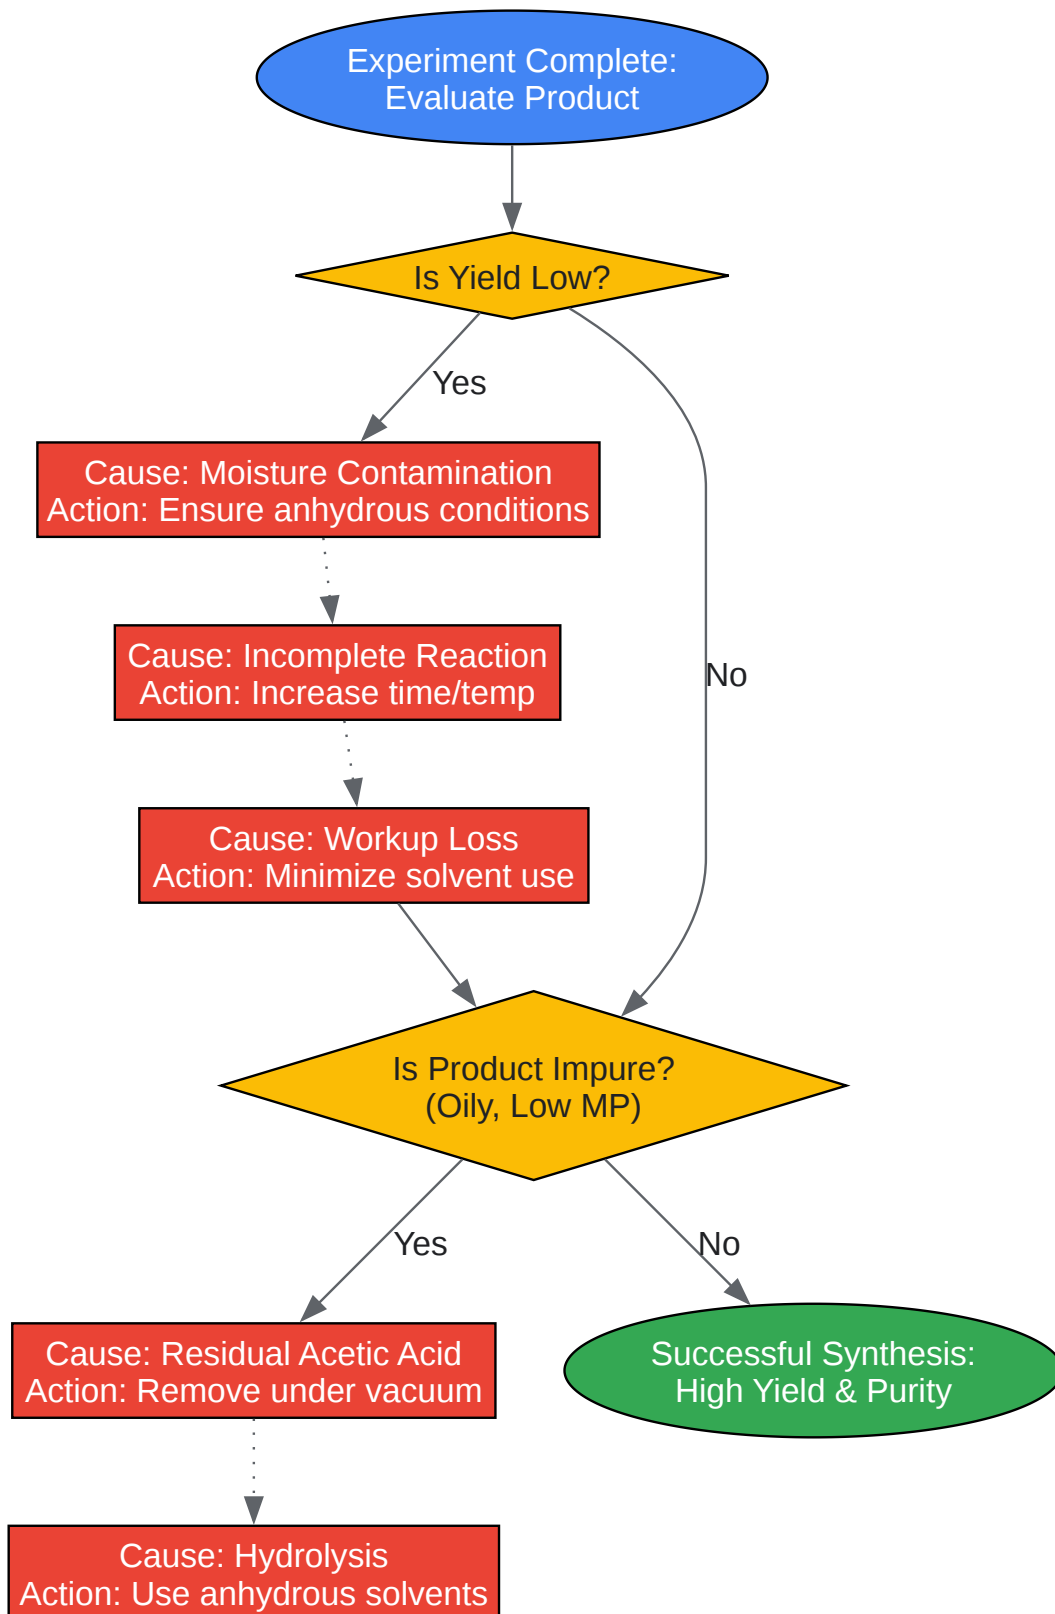 Experiment Complete:
Evaluate Product
Is Yield Low?
Yes
Cause: Moisture Contamination
Action: Ensure anhydrous conditions
Cause: Incomplete Reaction
Action: Increase time/temp
No
Cause: Workup Loss
Action: Minimize solvent use
Is Product Impure?
(Oily, Low MP)
Yes
No
Cause: Residual Acetic Acid
Action: Remove under vacuum
Successful Synthesis:
High Yield & Purity
Cause: Hydrolysis
Action: Use anhydrous solvents